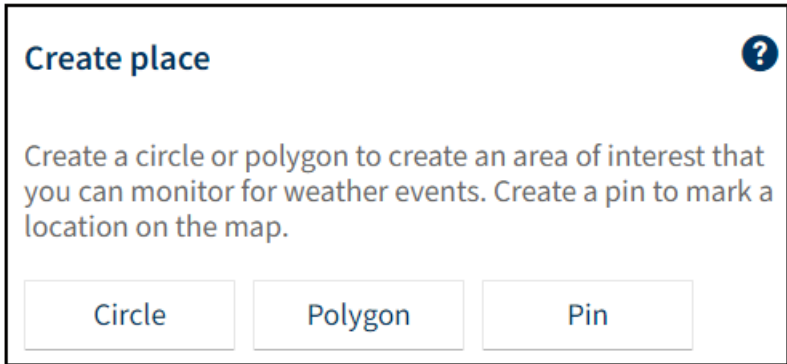 Create place ?
Create a circle or polygon to create an area of interest that
you can monitor for weather events. Create a pin to mark a
location on the map.
Circle Polygon Pin